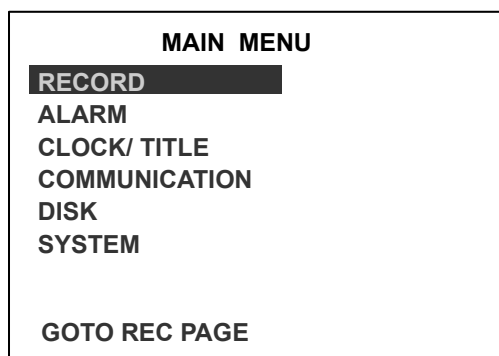 MAIN MENU
RECORD
ALARM
CLOCK/ TITLE
COMMUNICATION
DISK
SYSTEM
GOTO REC PAGE